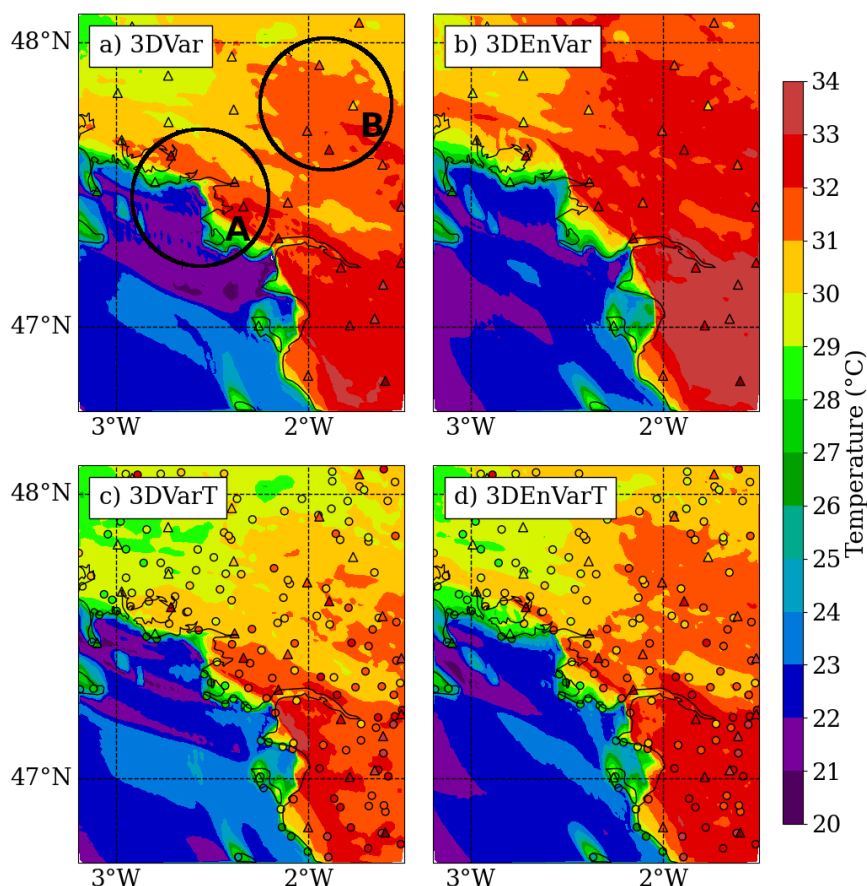 a) 3DVar
b) 3DEnVar
48°N
B
A
47°N
3°W
2°W
3°W
2°W
c) 3DVarT
d) 3DEnVarT
48°N
47°N
3°W
2°W
3°W
2°W
34
33
32
31
30
29
28
27
26
25
24
23
22
21
20
Temperature (°C)